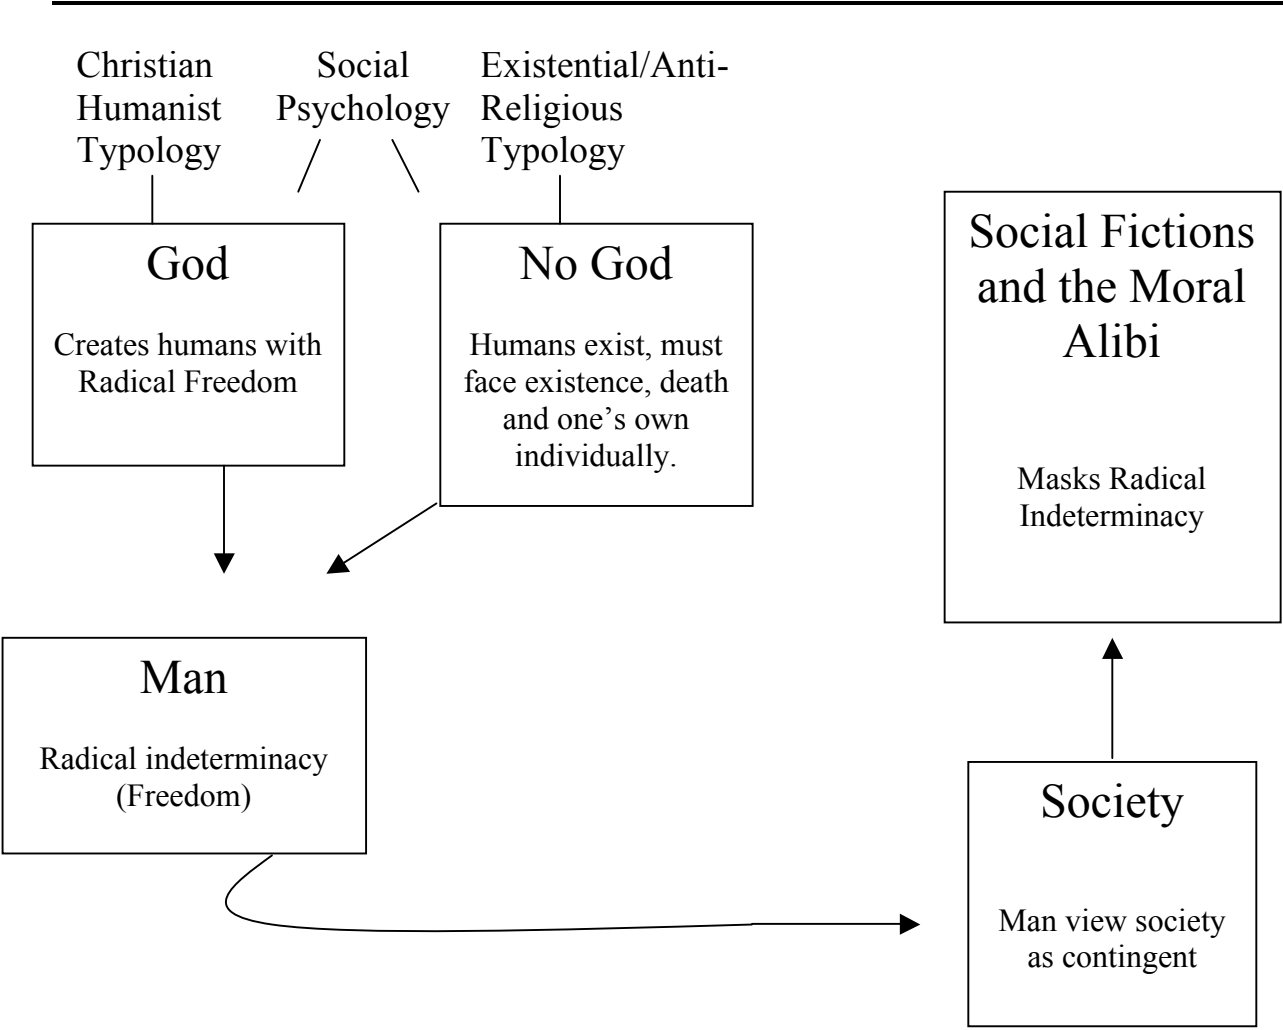 Christian
Humanist
Typology
Social
Psychology
Existential/Anti-
Religious
Typology
God
Creates humans with
Radical Freedom
No God
Humans exist, must
face existence, death
and one’s own
individually.
Social Fictions
and the Moral
Alibi
Masks Radical
Indeterminacy
Man
Radical indeterminacy
(Freedom)
Society
Man view society
as contingent